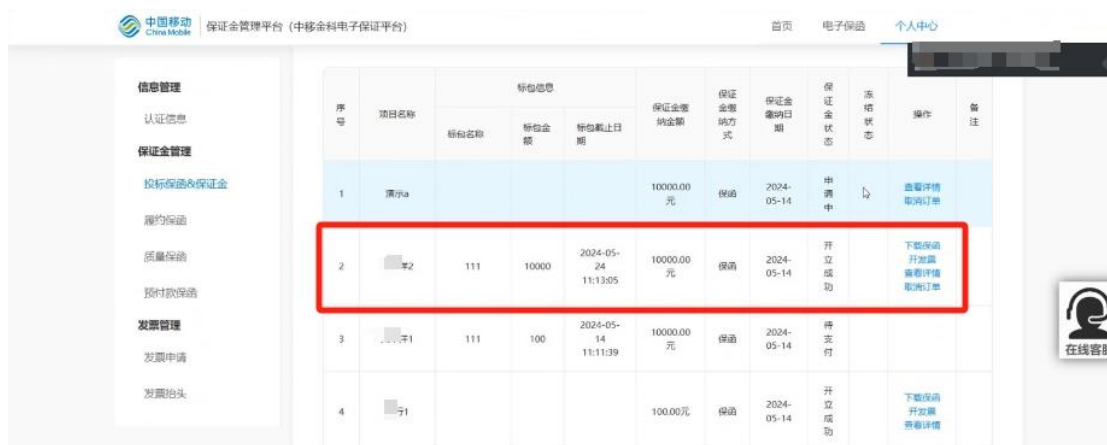 中国移动
China Mobile
保证金管理平台（中移金科电子保证平台）
首页
电子保函
个人中心
信息管理
认证信息
保证金管理
投标保函&保证金
履约保函
质量保函
预付款保函
发票管理
发票申请
发票抬头
序号
项目名称
标包信息
标包名称
标包金额
标包截止日期
保证金缴纳金额
保证金缴纳方式
保证金缴纳日期
保证金状态
冻结状态
操作
备注
1
演示a
10000.00元
保函
2024-05-14
申请中
查看详情
取消订单
2
2
111
10000
2024-05-24 11:13:05
10000.00元
保函
2024-05-14
开立成功
下载保函
开发票
查看详情
取消订单
3
1
111
100
2024-05-14 11:11:39
10000.00元
保函
2024-05-14
待支付
4
1
100.00元
保函
2024-05-14
开立成功
下载保函
开发票
查看详情
在线客服